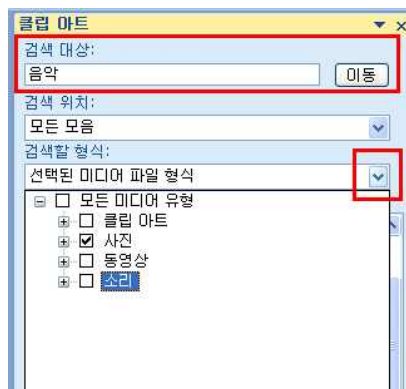 클립 아트
검색 대상:
음악 이동
검색 위치:
모든 모음
검색할 형식:
선택된 미디어 파일 형식
모든 미디어 유형
클립 아트
사진
동영상
소리